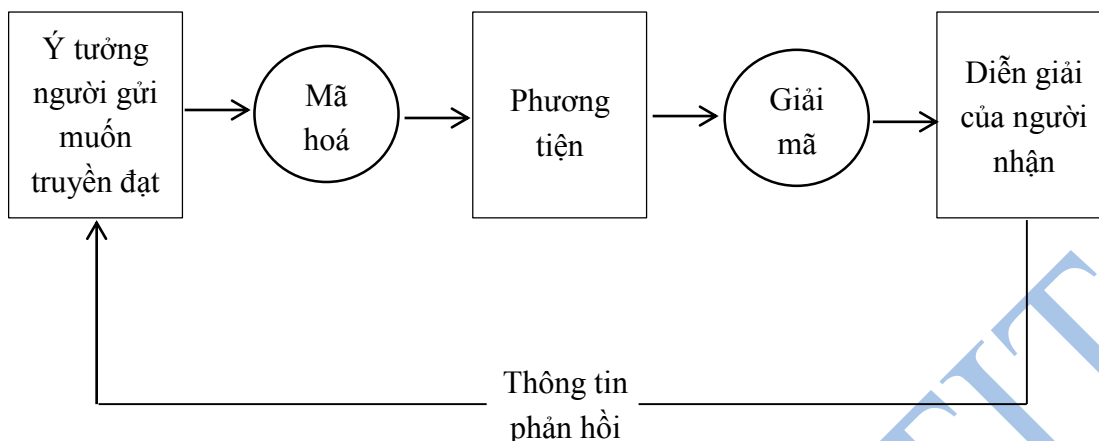 Ý tưởng
người gửi
muốn
truyền đạt
Mã
hoá
Phương
tiện
Giải
mã
Diễn giải
của người
nhận
Thông tin
phản hồi